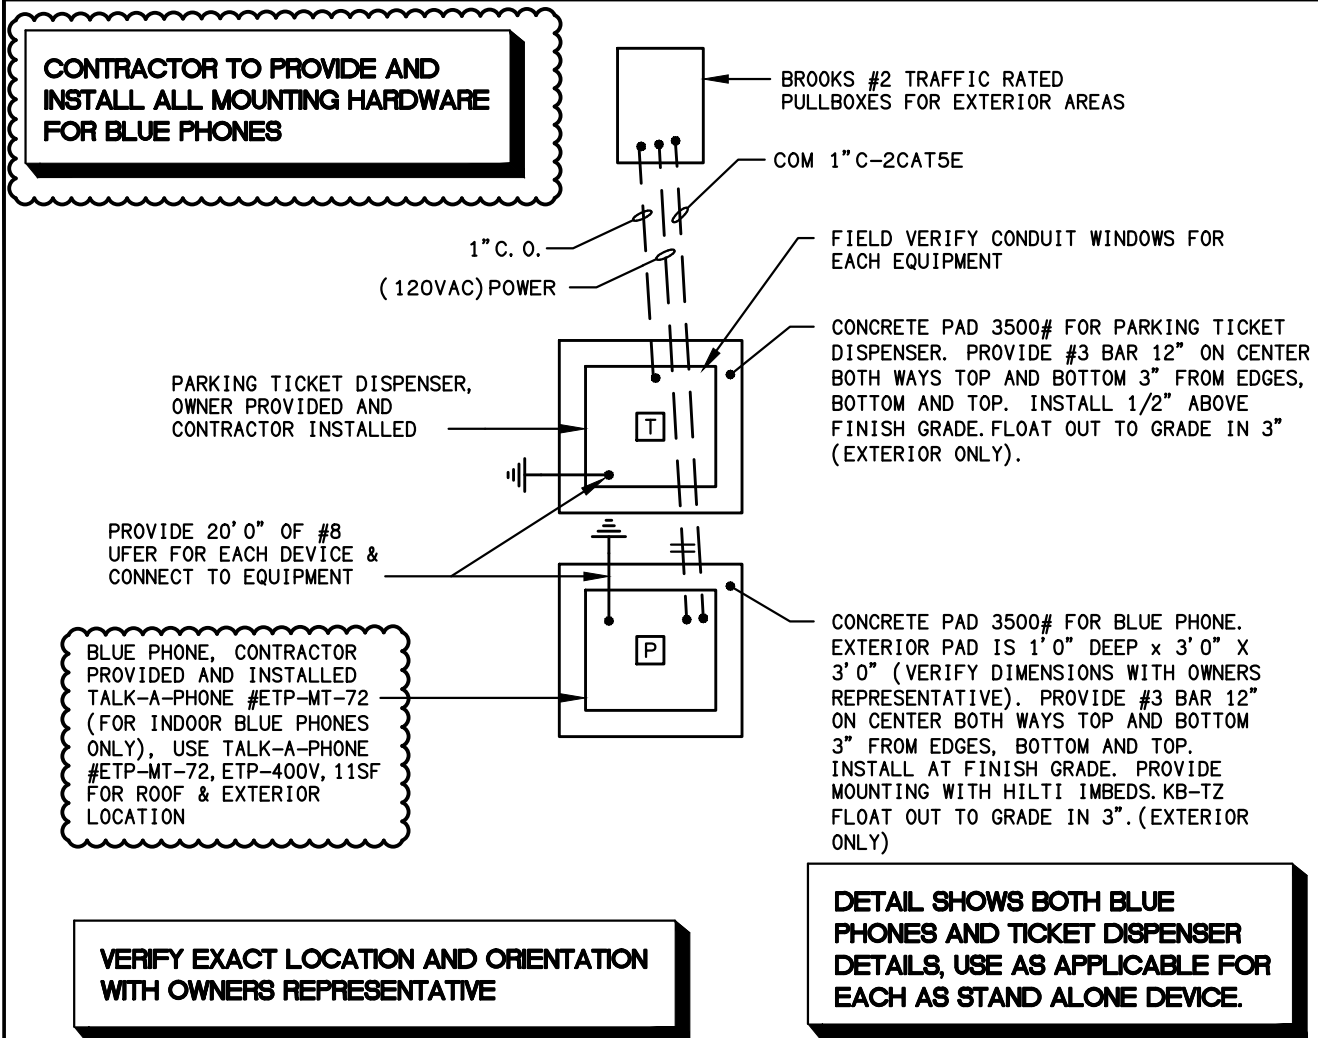 CONTRACTOR TO PROVIDE AND
INSTALL ALL MOUNTING HARDWARE
FOR BLUE PHONES
BROOKS #2 TRAFFIC RATED
PULLBOXES FOR EXTERIOR AREAS
COM 1"C-2CAT5E
1"C.O.
(120VAC)POWER
FIELD VERIFY CONDUIT WINDOWS FOR
EACH EQUIPMENT
CONCRETE PAD 3500# FOR PARKING TICKET
DISPENSER. PROVIDE #3 BAR 12" ON CENTER
BOTH WAYS TOP AND BOTTOM 3" FROM EDGES,
BOTTOM AND TOP. INSTALL 1/2" ABOVE
FINISH GRADE. FLOAT OUT TO GRADE IN 3"
(EXTERIOR ONLY).
PARKING TICKET DISPENSER,
OWNER PROVIDED AND
CONTRACTOR INSTALLED
T
PROVIDE 20'0" OF #8
UFER FOR EACH DEVICE &
CONNECT TO EQUIPMENT
P
BLUE PHONE, CONTRACTOR
PROVIDED AND INSTALLED
TALK-A-PHONE #ETP-MT-72
(FOR INDOOR BLUE PHONES
ONLY), USE TALK-A-PHONE
#ETP-MT-72, ETP-400V, 11SF
FOR ROOF & EXTERIOR
LOCATION
CONCRETE PAD 3500# FOR BLUE PHONE.
EXTERIOR PAD IS 1'0" DEEP x 3'0" X
3'0" (VERIFY DIMENSIONS WITH OWNERS
REPRESENTATIVE). PROVIDE #3 BAR 12"
ON CENTER BOTH WAYS TOP AND BOTTOM
3" FROM EDGES, BOTTOM AND TOP.
INSTALL AT FINISH GRADE. PROVIDE
MOUNTING WITH HILTI IMBEDS. KB-TZ
FLOAT OUT TO GRADE IN 3". (EXTERIOR
ONLY)
VERIFY EXACT LOCATION AND ORIENTATION
WITH OWNERS REPRESENTATIVE
DETAIL SHOWS BOTH BLUE
PHONES AND TICKET DISPENSER
DETAILS, USE AS APPLICABLE FOR
EACH AS STAND ALONE DEVICE.